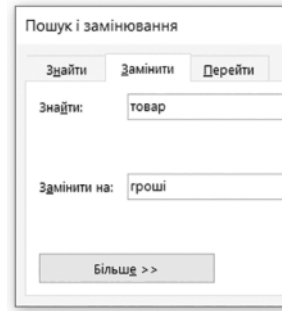 Пошук і замінювання
Знайти Замінити Перейти
Знайти: товар
Замінити на: гроші
Більше >>